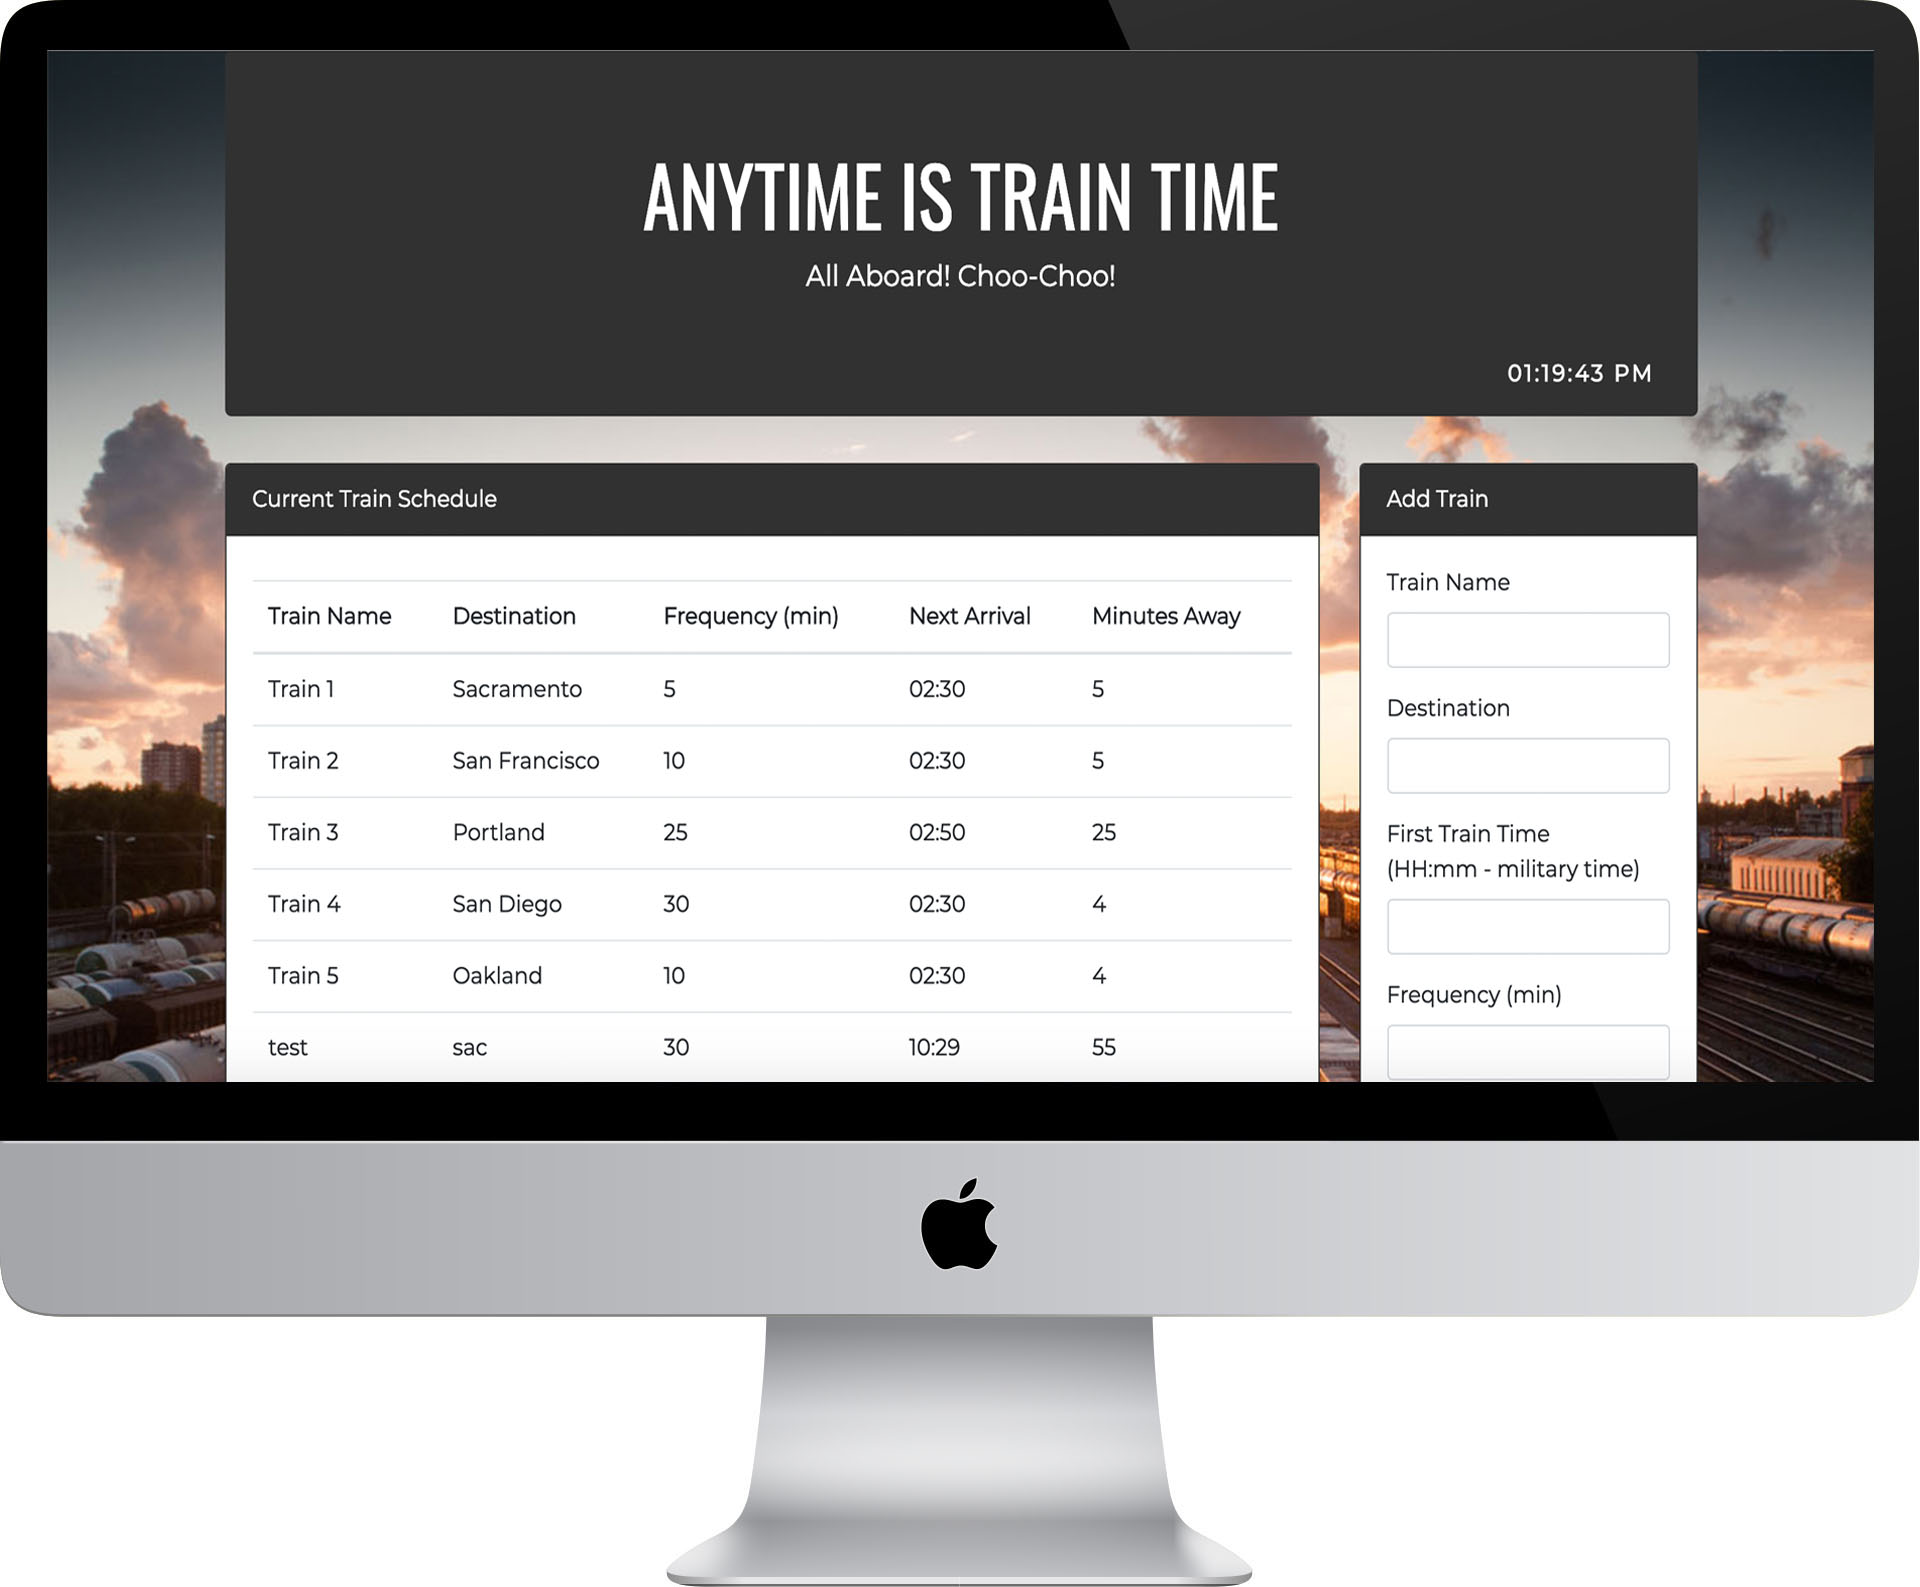 ANYTIME IS TRAIN TIME
All Aboard! Choo-Choo!
01:19:43 PM
Current Train Schedule
Train Name Destination Frequency (min) Next Arrival Minutes Away
Train 1 Sacramento 5 02:30 5
Train 2 San Francisco 10 02:30 5
Train 3 Portland 25 02:50 25
Train 4 San Diego 30 02:30 4
Train 5 Oakland 10 02:30 4
test sac 30 10:29 55
Add Train
Train Name
Destination
First Train Time
(HH:mm - military time)
Frequency (min)